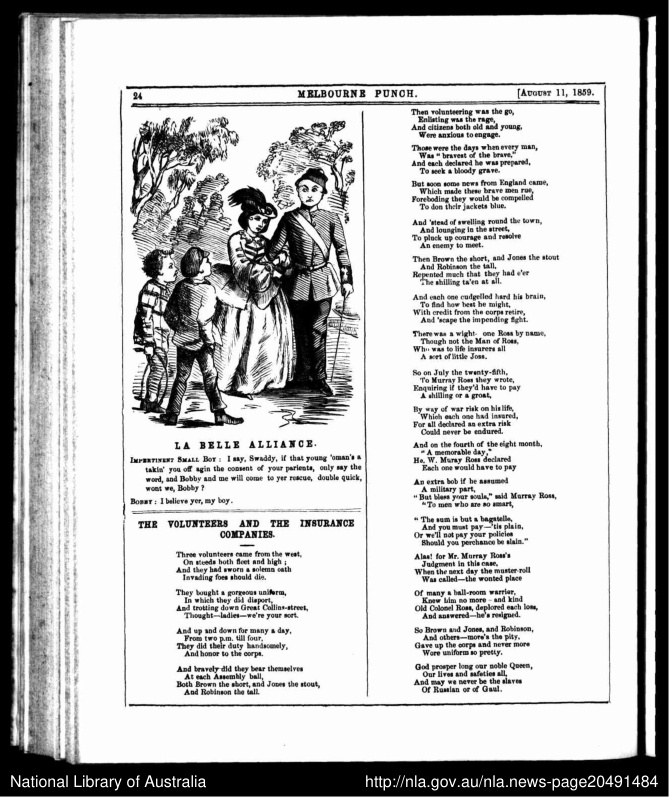 24
MELBOURNE PUNCH.
[AUGUST 11, 1859.
LA BELLE ALLIANCE.
IMPERTINENT SMALL BOY : I say, Swaddy, if that young 'oman's a
takin' you off agin the consent of your parients, only say the
word, and Bobby and me will come to yer rescue, double quick,
wont we, Bobby ?
BOBBY : I believe yer, my boy.
THE VOLUNTEERS AND THE INSURANCE
COMPANIES.
Three volunteers came from the west,
On steeds both fleet and high ;
And they had sworn a solemn oath
Invading foes should die.
They bought a gorgeous uniform,
In which they did disport,
And trotting down Great Collins-street,
Thought—ladies—we're your sort.
And up and down for many a day,
From two p.m. till four,
They did their duty handsomely,
And honor to the corps.
And bravely did they bear themselves
At each Assembly ball,
Both Brown the short, and Jones the stout,
And Robinson the tall.
Then volunteering was the go,
Enlisting was the rage,
And citizens both old and young,
Were anxious to engage.
Those were the days when every man,
Was " bravest of the brave,"
And each declared he was prepared,
To seek a bloody grave.
But soon some news from England came,
Which made these brave men rue,
Foreboding they would be compelled
To don their jackets blue.
And 'stead of swelling round the town,
And lounging in the street,
To pluck up courage and resolve
An enemy to meet.
Then Brown the short, and Jones the stout
And Robinson the tall,
Repented much that they had e'er
The shilling ta'en at all.
And each one cudgelled hard his brain,
To find how best he might,
With credit from the corps retire,
And 'scape the impending fight.
There was a wight one Ross by name,
Though not the Man of Ross,
Who was to life insurers all
A sort of little Joss.
So on July the twenty-fifth,
To Murray Ross they wrote,
Enquiring if they'd have to pay
A shilling or a groat,
By way of war risk on his life,
Which each one had insured,
For all declared an extra risk
Could never be endured.
And on the fourth of the eight month,
" A memorable day,"
He, W. Muray Ross declared
Each one would have to pay
An extra bob if be assumed
A military part,
" But bless your souls," said Murray Ross,
" To men who are so smart,
" The sum is but a bagatelle,
And you must pay—'tis plain,
Or we'll not pay your policies
Should you perchance be slain."
Alas! for Mr. Murray Ross's
Judgment in this case,
When the next day the muster-roll
Was called—the wonted place
Of many a ball-room warrior,
Knew him no more - and kind
Old Colonel Ross, deplored each loss,
And answered—he's resigned.
So Brown and Jones, and Robinson,
And others—more's the pity,
Gave up the corps and never more
Wore uniform so pretty.
God prosper long our noble Queen,
Our lives and safeties all,
And may we never be the slaves
Of Russian or of Gaul.
National Library of Australia
http://nla.gov.au/nla.news-page20491484